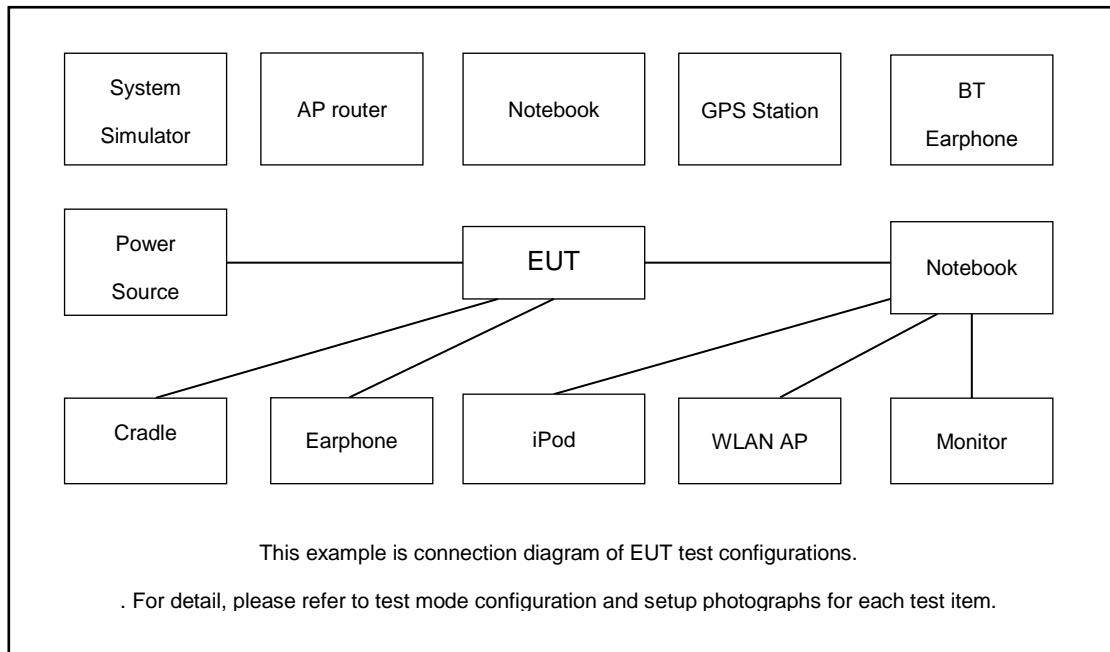 System
Simulator
AP router
Notebook
GPS Station
BT
Earphone
Power
Source
EUT
Notebook
Cradle
Earphone
iPod
WLAN AP
Monitor
This example is connection diagram of EUT test configurations.
. For detail, please refer to test mode configuration and setup photographs for each test item.